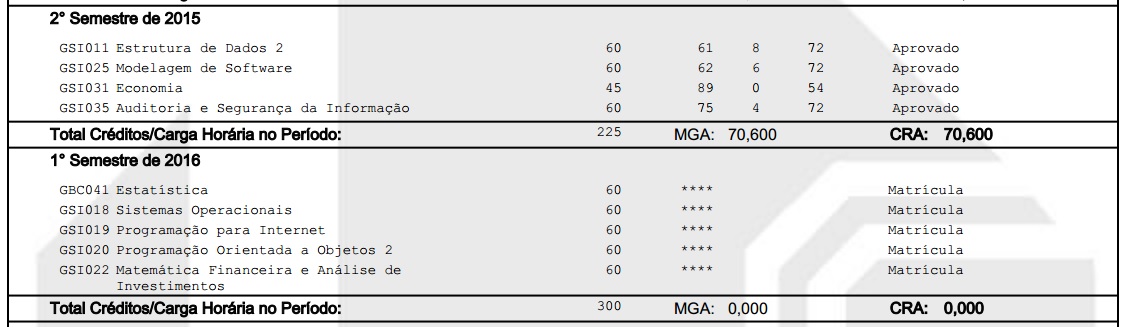 2° Semestre de 2015
GSI011 Estrutura de Dados 2 60 61 8 72 Aprovado
GSI025 Modelagem de Software 60 62 6 72 Aprovado
GSI031 Economia 45 89 0 54 Aprovado
GSI035 Auditoria e Segurança da Informação 60 75 4 72 Aprovado
Total Créditos/Carga Horária no Período: 225 MGA: 70,600 CRA: 70,600
1° Semestre de 2016
GBC041 Estatística 60 **** Matrícula
GSI018 Sistemas Operacionais 60 **** Matrícula
GSI019 Programação para Internet 60 **** Matrícula
GSI020 Programação Orientada a Objetos 2 60 **** Matrícula
GSI022 Matemática Financeira e Análise de 60 **** Matrícula
Investimentos
Total Créditos/Carga Horária no Período: 300 MGA: 0,000 CRA: 0,000